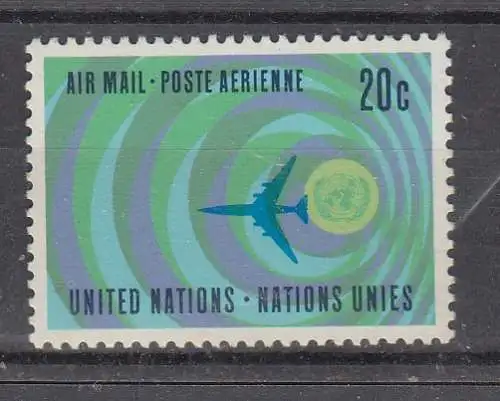 AIR MAIL · POSTE AERIENNE 20c
UNITED NATIONS · NATIONS UNIES